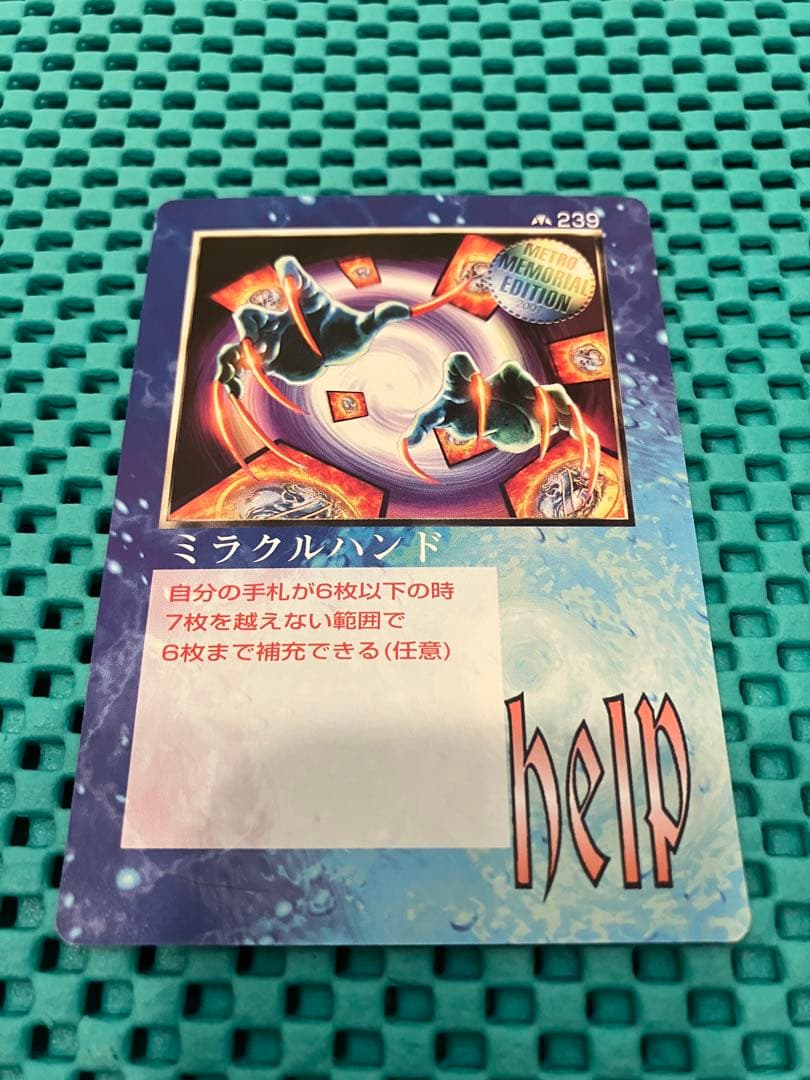 239
METRO
MEMORIAL
EDITION
2001
ミラクルハンド
自分の手札が6枚以下の時
7枚を越えない範囲で
6枚まで補充できる(任意)
help